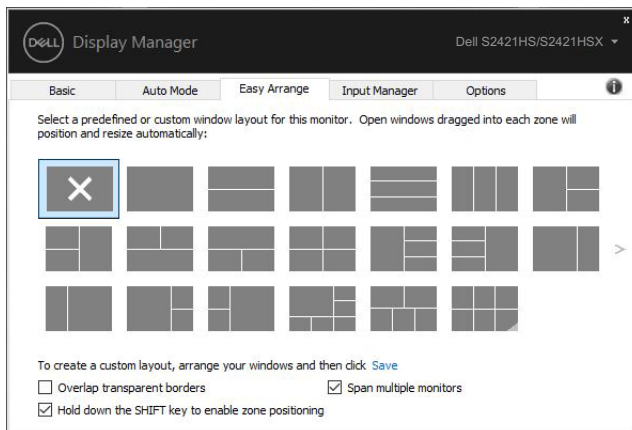 x
DELL Display Manager Dell S2421HS/S2421HSX
Basic Auto Mode Easy Arrange Input Manager Options i
Select a predefined or custom window layout for this monitor. Open windows dragged into each zone will
position and resize automatically:
>
To create a custom layout, arrange your windows and then click Save
Overlap transparent borders Span multiple monitors
Hold down the SHIFT key to enable zone positioning